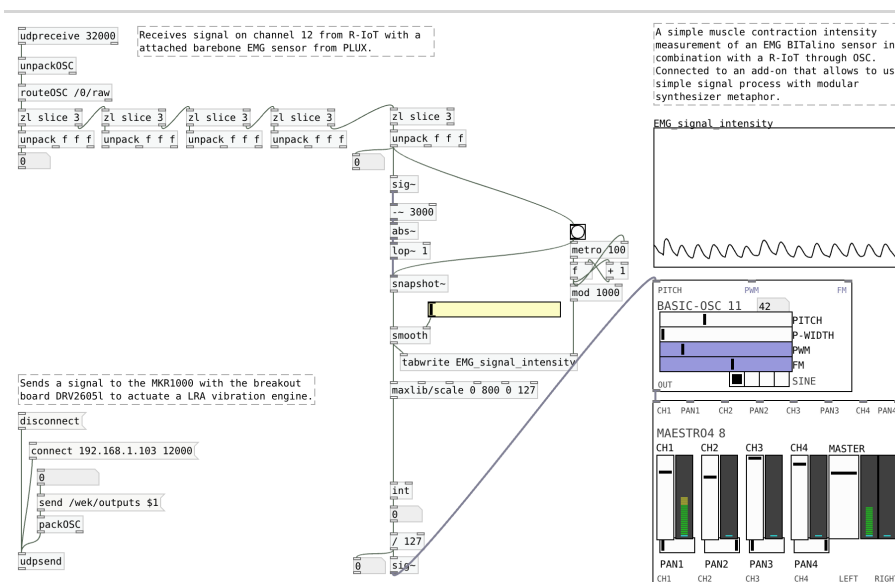 udpreceive 32000
Receives signal on channel 12 from R-IoT with a
attached barebone EMG sensor from PLUX.
unpackOSC
routeOSC /0/raw
zl slice 3
zl slice 3
zl slice 3
zl slice 3
zl slice 3
unpack f f f
unpack f f f
unpack f f f
unpack f f f
unpack f f f
0
0
sig~
-~ 3000
abs~
lop~ 1
snapshot~
metro 100
f
+ 1
mod 1000
smooth
tabwrite EMG_signal_intensity
maxlib/scale 0 800 0 127
int
0
/ 127
0
sig~
Sends a signal to the MKR1000 with the breakout
board DRV2605l to actuate a LRA vibration engine.
disconnect
connect 192.168.1.103 12000
0
send /wek/outputs $1
packOSC
udpsend
A simple muscle contraction intensity
measurement of an EMG BITalino sensor in
combination with a R-IoT through OSC.
Connected to an add-on that allows to us
simple signal process with modular
synthesizer metaphor.
EMG_signal_intensity
PITCH PWM FM
BASIC-OSC 11 42
PITCH
P-WIDTH
PWM
FM
SINE
OUT
CH1 PAN1 CH2 PAN2 CH3 PAN3 CH4 PAN4
MAESTRO4 8
CH1 CH2 CH3 CH4 MASTER
PAN1 PAN2 PAN3 PAN4
CH1 CH2 CH3 CH4 LEFT RIGH